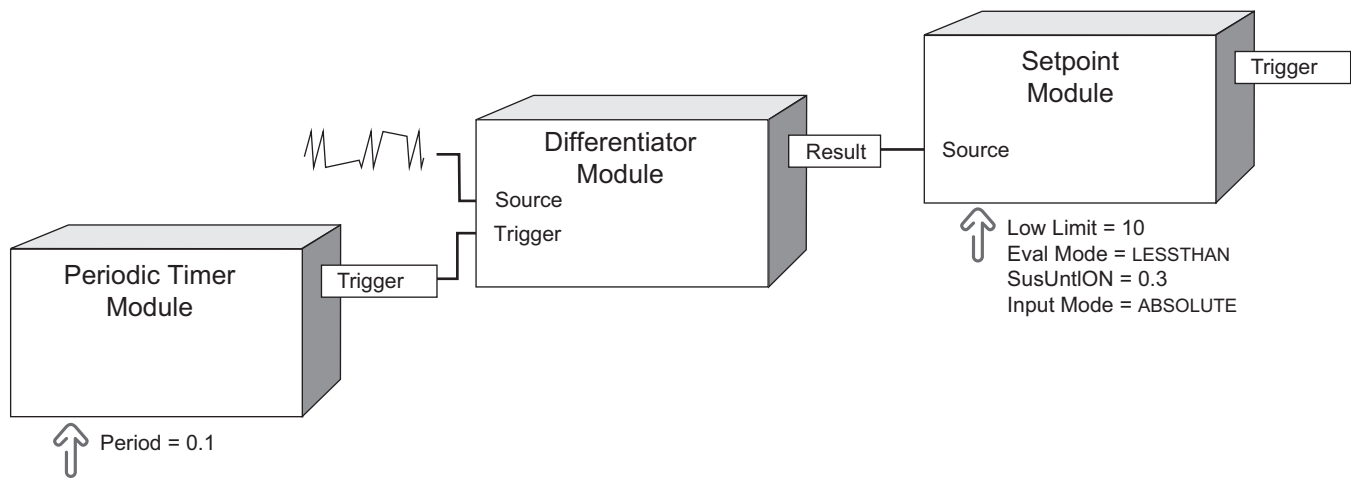 Setpoint
Module
Trigger
Source
Low Limit = 10
Eval Mode = LESSTHAN
SusUntION = 0.3
Input Mode = ABSOLUTE
Differentiator
Module
Result
Source
Trigger
Periodic Timer
Module
Trigger
Period = 0.1